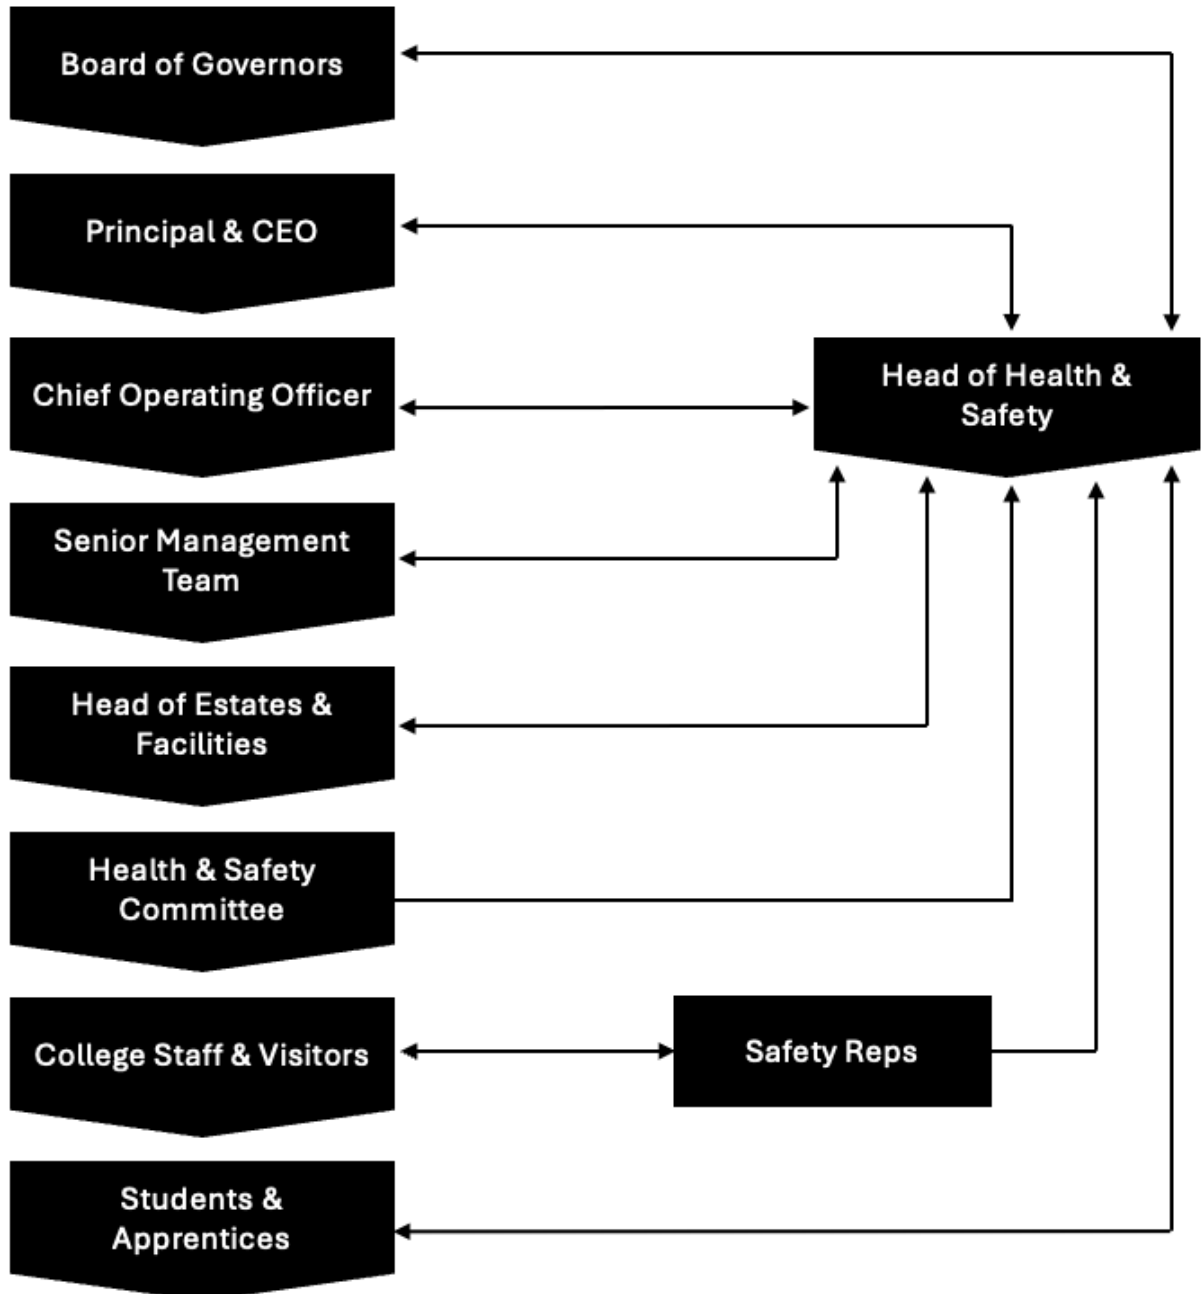 Board of Governors
Principal & CEO
Chief Operating Officer
Head of Health &
Safety
Senior Management
Team
Head of Estates &
Facilities
Health & Safety
Committee
College Staff & Visitors
Safety Reps
Students &
Apprentices